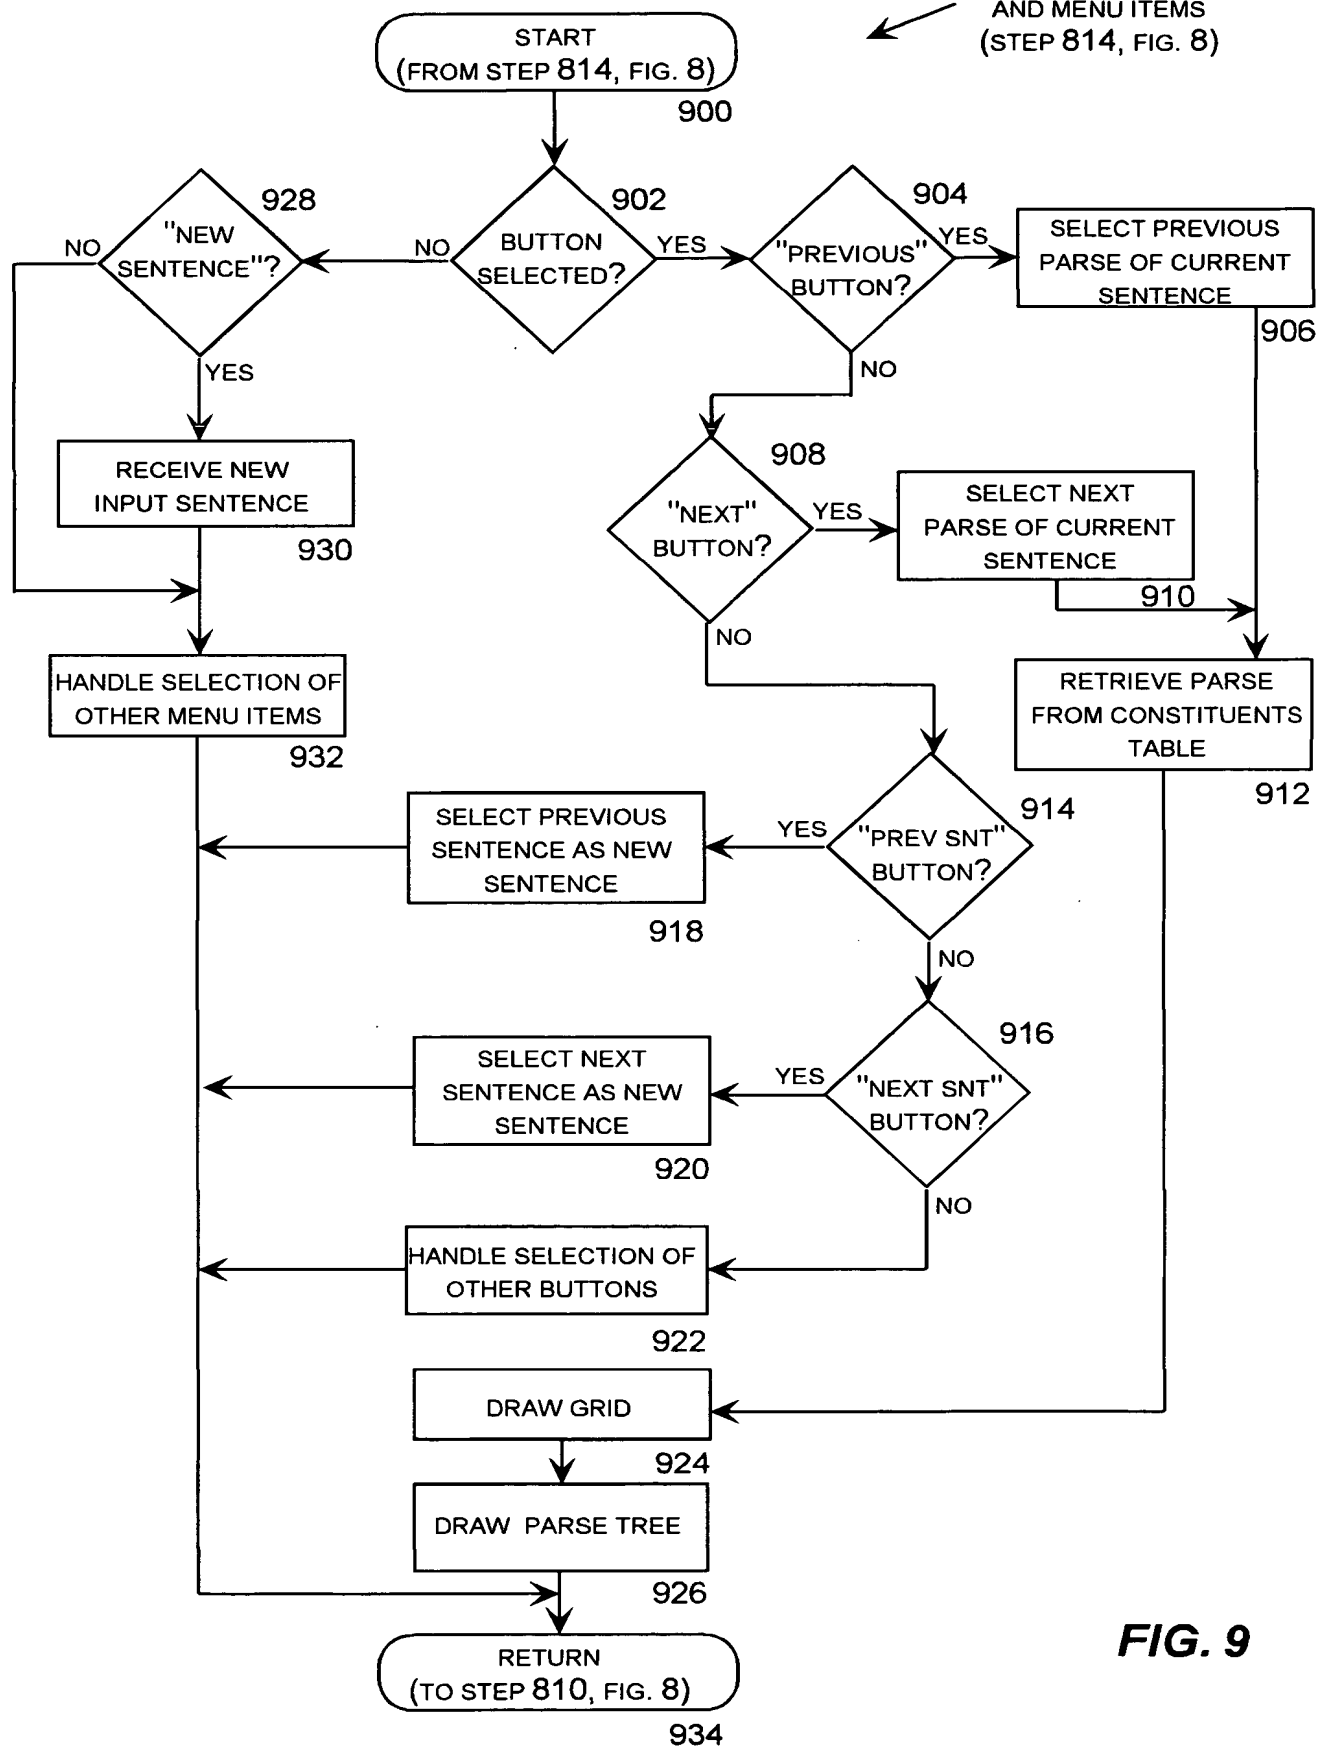 AND MENU ITEMS
(STEP 814, FIG. 8)
START
(FROM STEP 814, FIG. 8)
900
928
"NEW
SENTENCE"?
NO
YES
902
BUTTON
SELECTED?
NO
YES
904
"PREVIOUS"
BUTTON?
YES
NO
SELECT PREVIOUS
PARSE OF CURRENT
SENTENCE
906
RECEIVE NEW
INPUT SENTENCE
930
908
"NEXT"
BUTTON?
YES
NO
SELECT NEXT
PARSE OF CURRENT
SENTENCE
910
HANDLE SELECTION OF
OTHER MENU ITEMS
932
RETRIEVE PARSE
FROM CONSTITUENTS
TABLE
912
914
"PREV SNT"
BUTTON?
YES
NO
SELECT PREVIOUS
SENTENCE AS NEW
SENTENCE
918
916
"NEXT SNT"
BUTTON?
YES
NO
SELECT NEXT
SENTENCE AS NEW
SENTENCE
920
HANDLE SELECTION OF
OTHER BUTTONS
922
DRAW GRID
924
DRAW PARSE TREE
926
RETURN
(TO STEP 810, FIG. 8)
934
FIG. 9